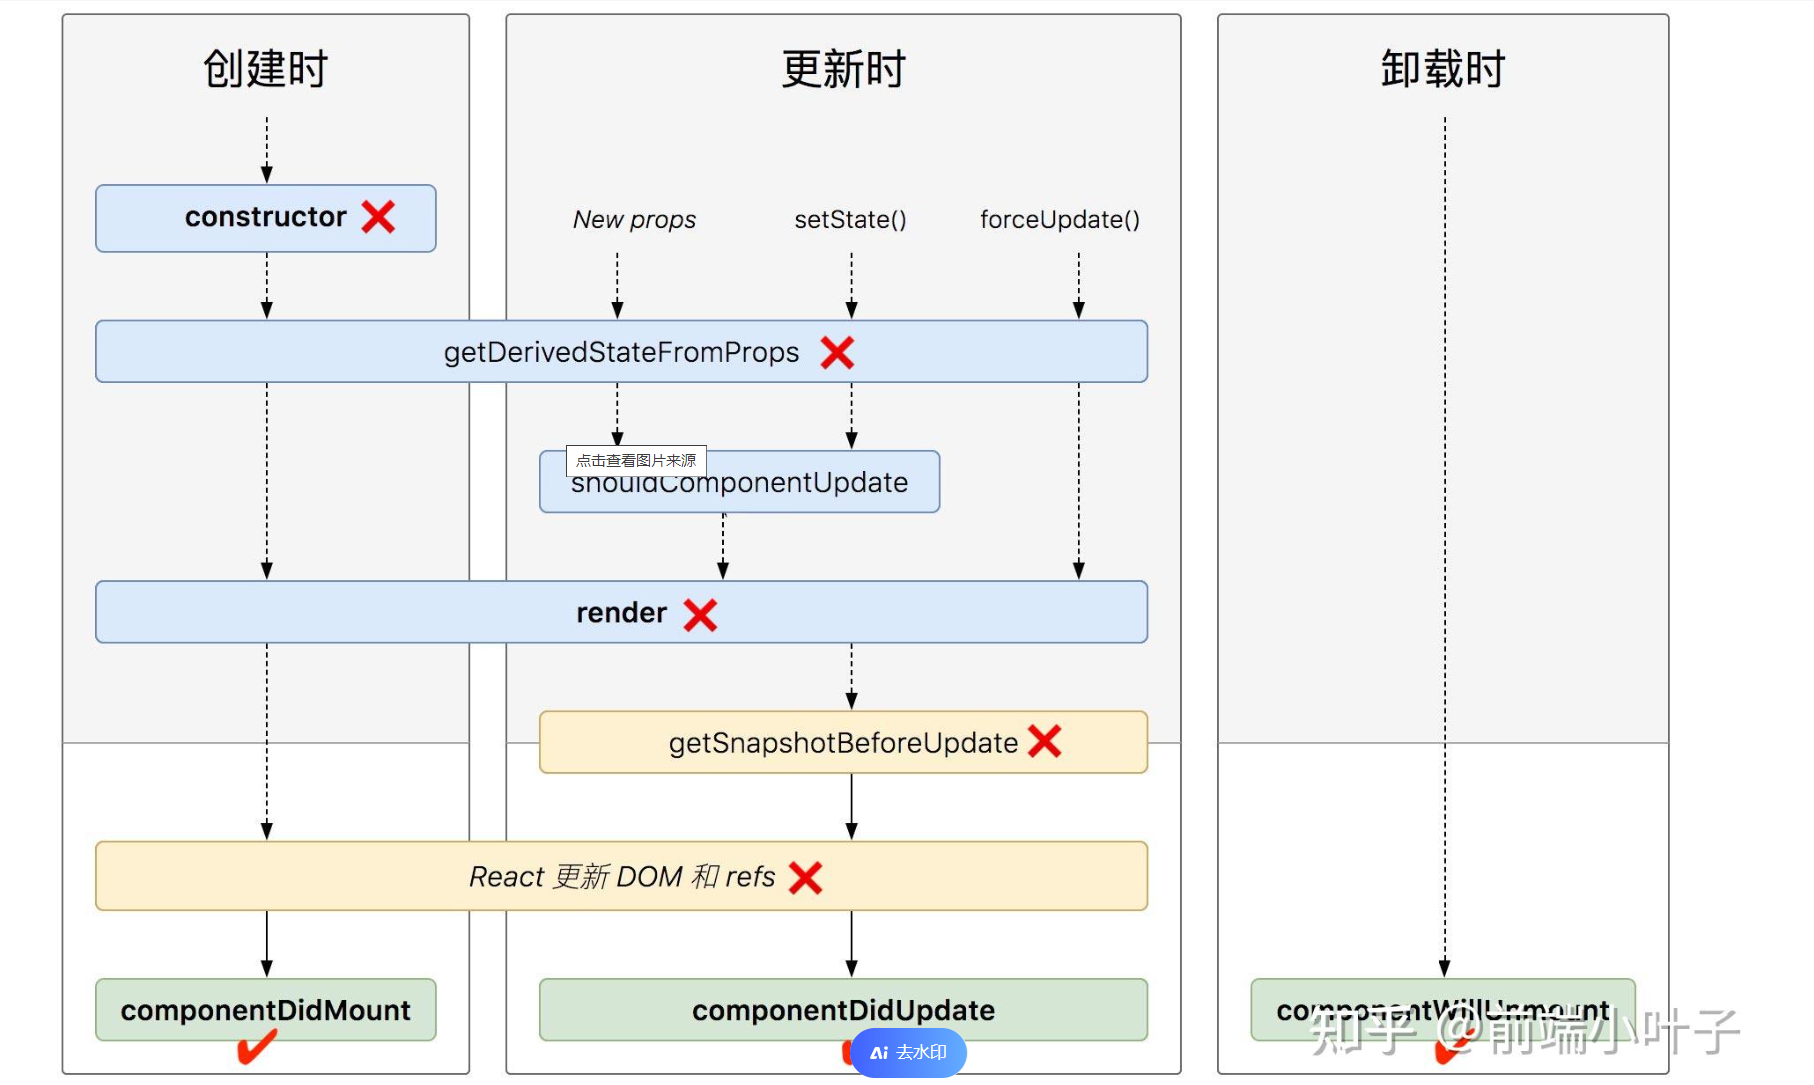 创建时
更新时
卸载时
constructor
New props
setState()
forceUpdate()
getDerivedStateFromProps
点击查看图片来源
shouldComponentUpdate
render
getSnapshotBeforeUpdate
React 更新 DOM 和 refs
componentDidMount
componentDidUpdate
componentWillUnmount
知乎 @前端小叶子
Ai 去水印